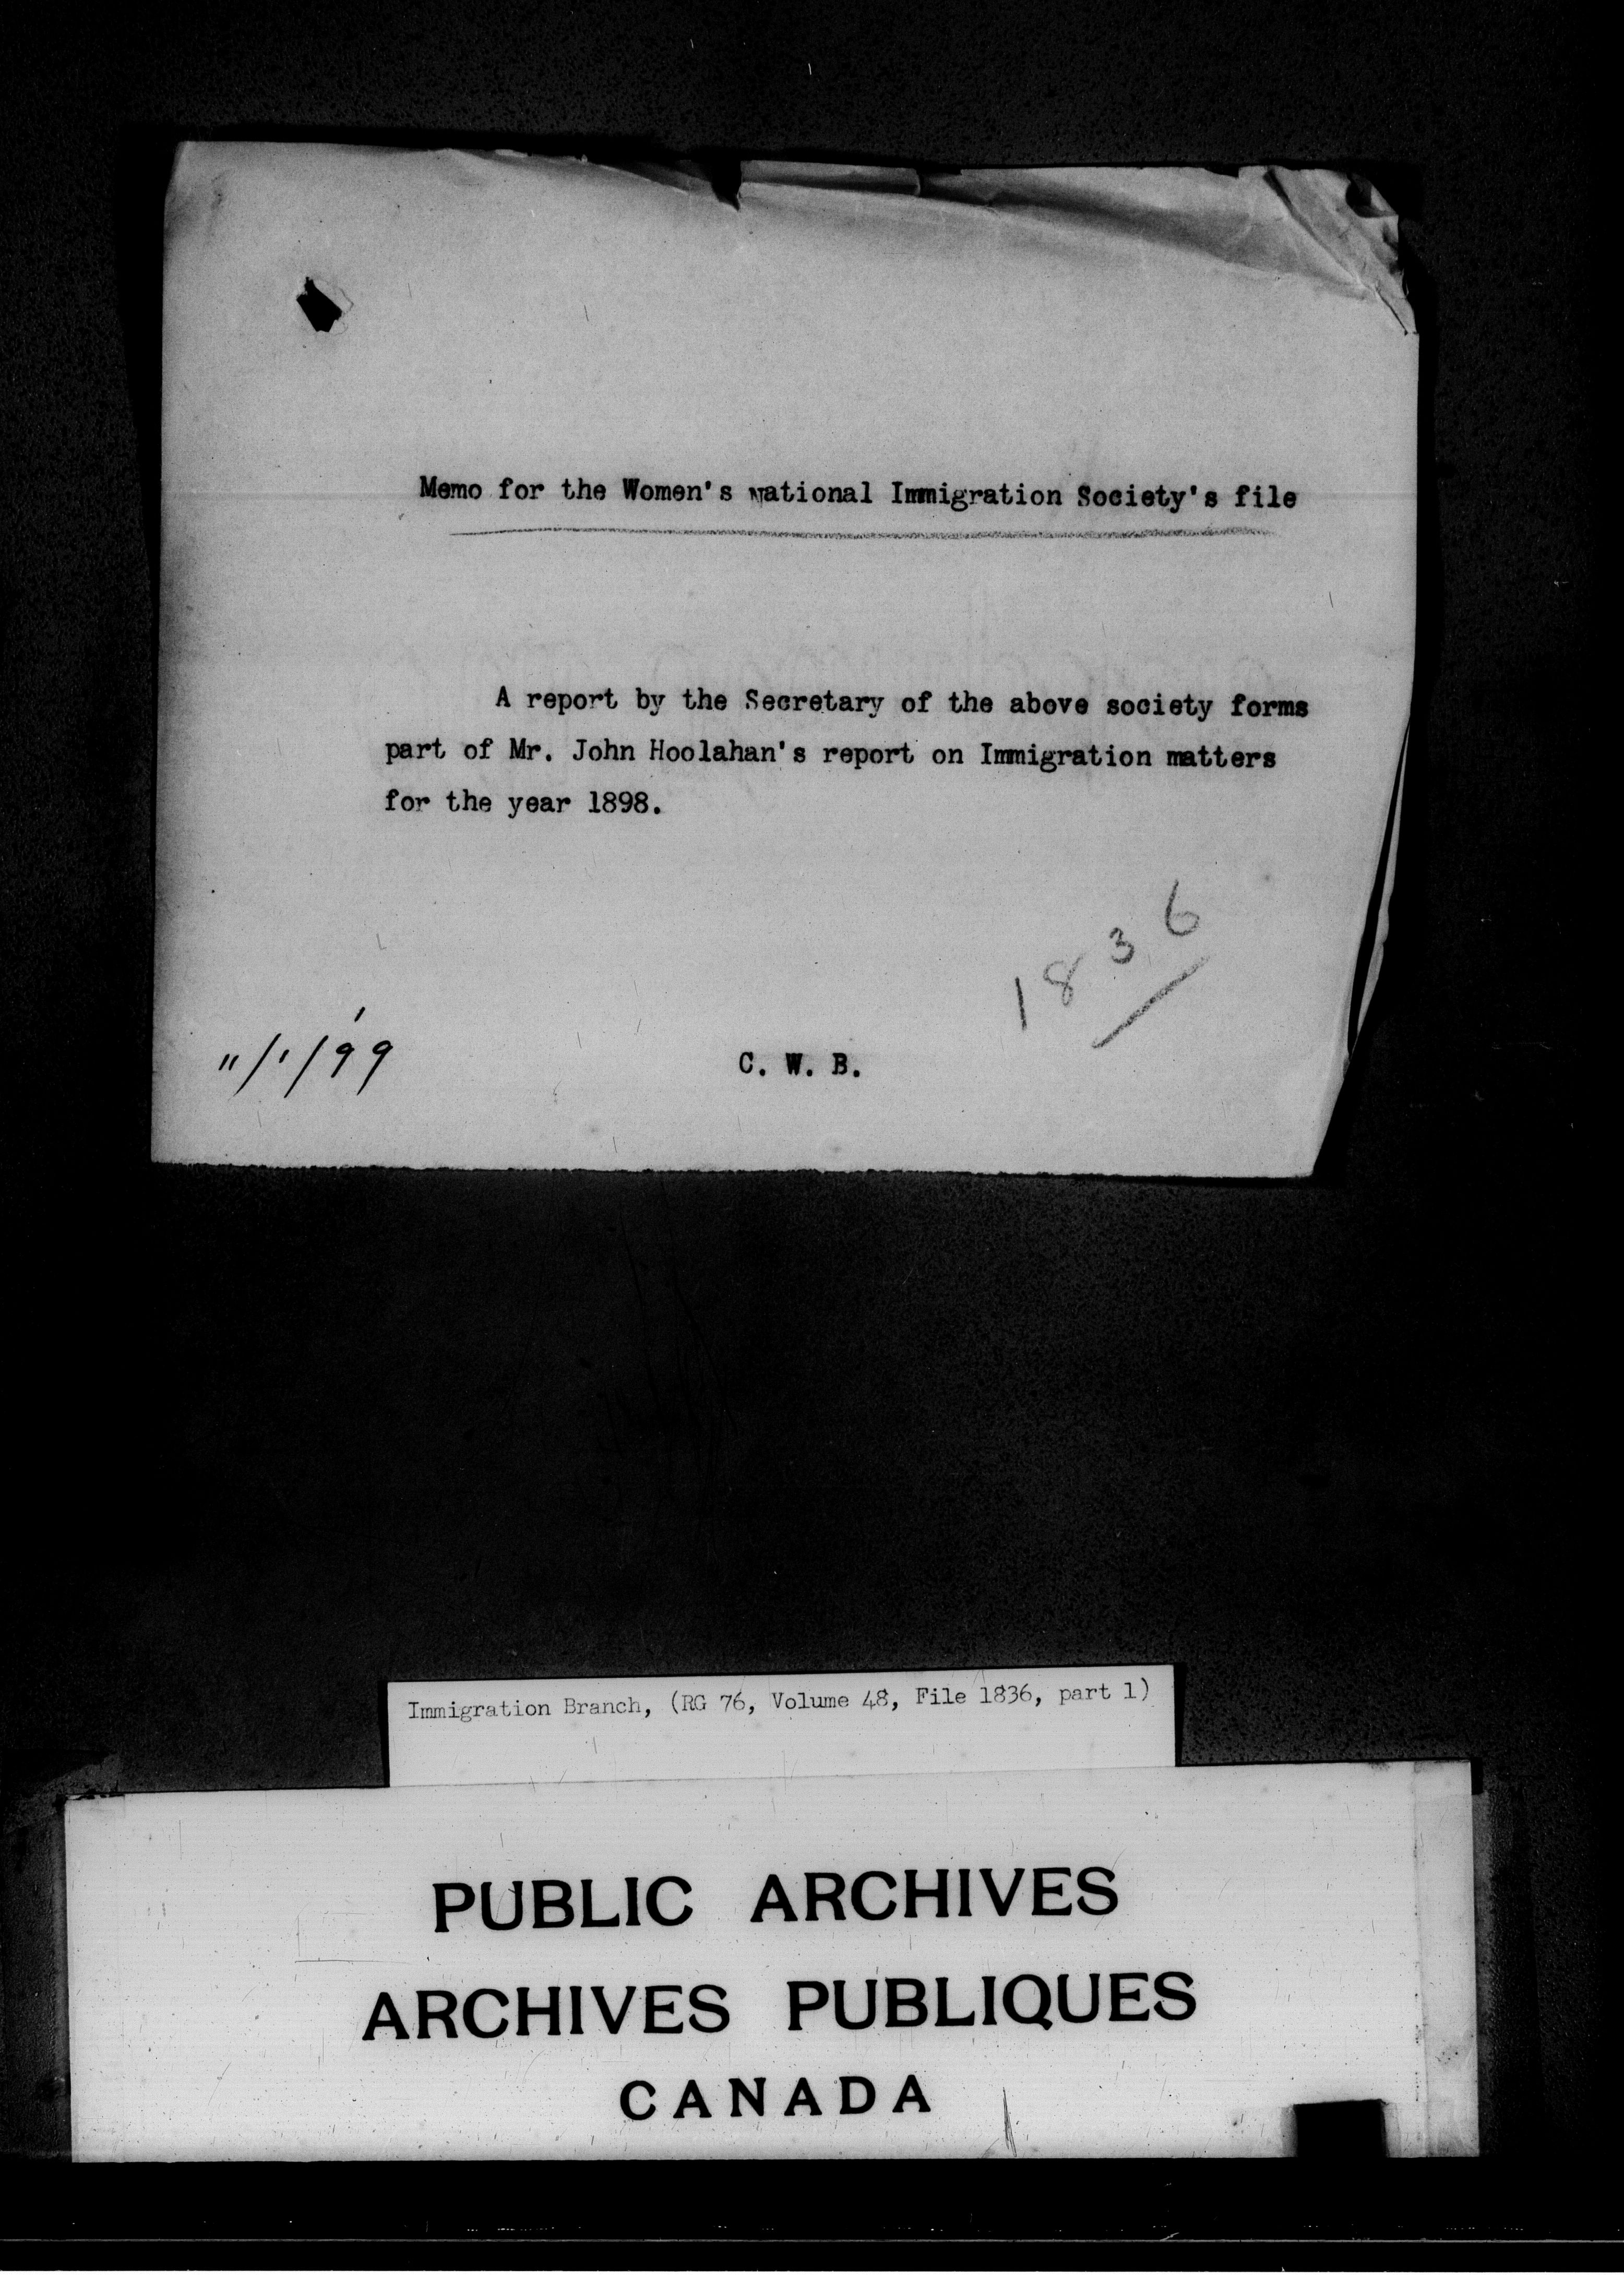 Memo for the Women's National Immigration Society's file
A report by the Secretary of the above society forms
part of Mr. John Hoolahan's report on Immigration matters
for the year 1898.
1836
11/1/99
C. W. B.
Immigration Branch, (RG 76, Volume 48, File 1836, part 1)
PUBLIC ARCHIVES
ARCHIVES PUBLIQUES
CANADA